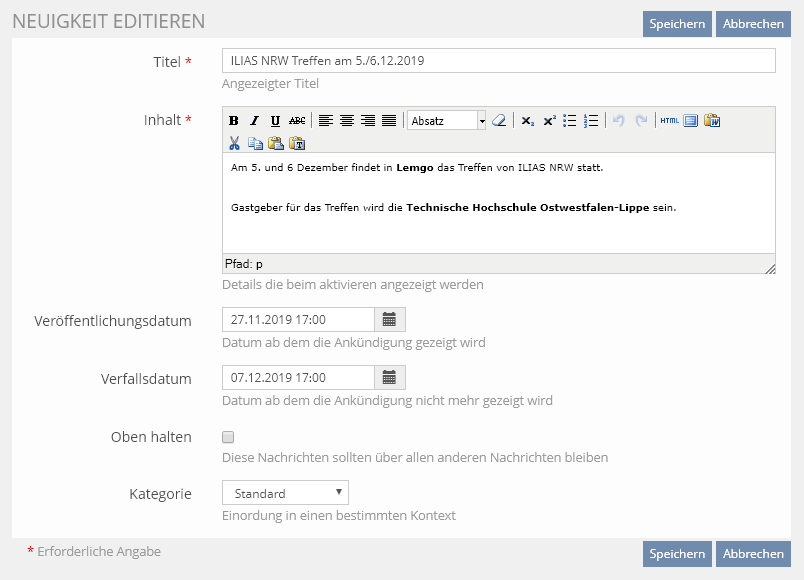 NEUIGKEIT EDITIEREN
Speichern Abbrechen
Titel * ILIAS NRW Treffen am 5./6.12.2019
Angezeigter Titel
Inhalt * B I U ABC Absatz x₂ x² HTML
Am 5. und 6 Dezember findet in Lemgo das Treffen von ILIAS NRW statt.
Gastgeber für das Treffen wird die Technische Hochschule Ostwestfalen-Lippe sein.
Pfad: p
Details die beim aktivieren angezeigt werden
Veröffentlichungsdatum 27.11.2019 17:00
Datum ab dem die Ankündigung gezeigt wird
Verfallsdatum 07.12.2019 17:00
Datum ab dem die Ankündigung nicht mehr gezeigt wird
Oben halten
Diese Nachrichten sollten über allen anderen Nachrichten bleiben
Kategorie Standard
Einordung in einen bestimmten Kontext
* Erforderliche Angabe
Speichern Abbrechen